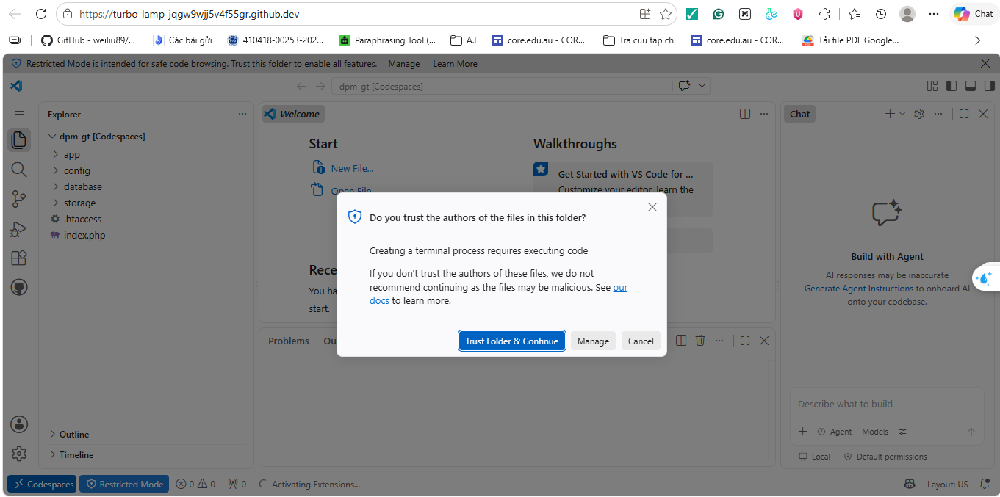 https://turbo-lamp-jqgw9wjj5v4f55gr.github.dev
Chat
GitHub - weiliu89/...
Các bài gửi
410418-00253-202...
Paraphrasing Tool (...
A.I
core.edu.au - COR...
Tra cuu tap chi
core.edu.au - COR...
Tải file PDF Google...
Restricted Mode is intended for safe code browsing. Trust this folder to enable all features. Manage Learn More
dpm-gt [Codespaces]
Explorer
dpm-gt [Codespaces]
app
config
database
storage
.htaccess
index.php
Outline
Timeline
Welcome
Start
New File...
Open File
Rece
You ha
start.
Walkthroughs
Get Started with VS Code for ...
Customize your editor, learn the
Do you trust the authors of the files in this folder?
Creating a terminal process requires executing code
If you don't trust the authors of these files, we do not
recommend continuing as the files may be malicious. See our
docs to learn more.
Trust Folder & Continue
Manage
Cancel
Problems
Ou
Chat
Build with Agent
AI responses may be inaccurate
Generate Agent Instructions to onboard AI
onto your codebase.
Describe what to build
Agent
Models
Local
Default permissions
Codespaces
Restricted Mode
0
0
0
Activating Extensions...
Layout: US